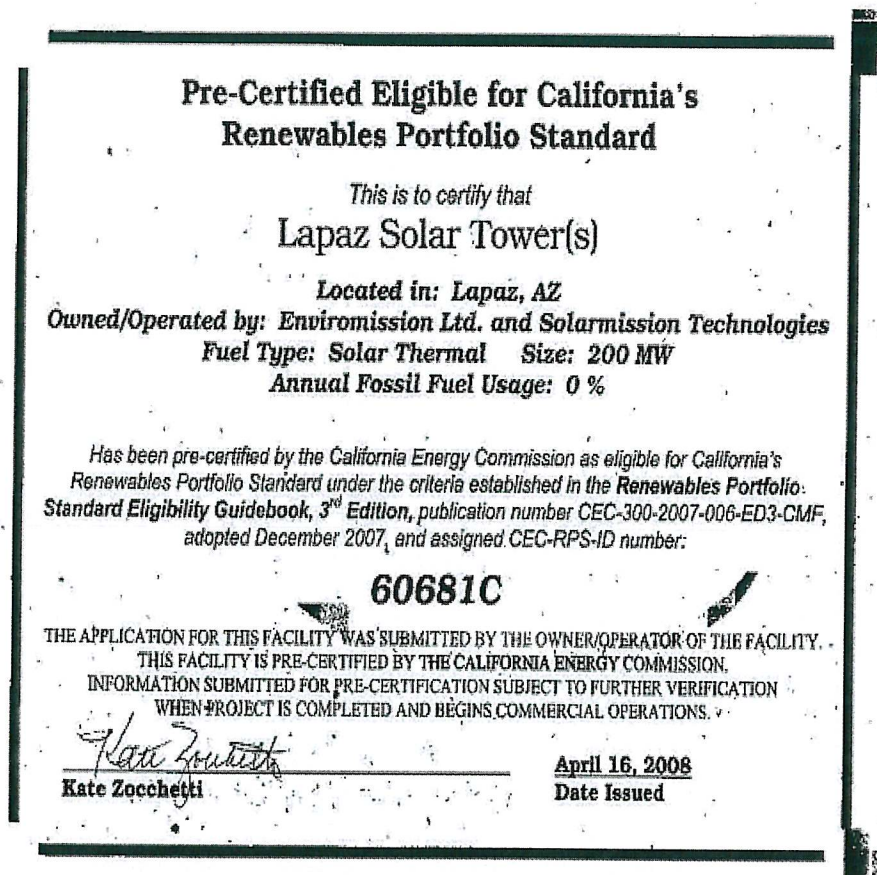 Pre-Certified Eligible for California's
Renewables Portfolio Standard
This is to certify that
Lapaz Solar Tower(s)
Located in: Lapaz, AZ
Owned/Operated by: Enviromission Ltd. and Solarmission Technologies
Fuel Type: Solar Thermal Size: 200 MW
Annual Fossil Fuel Usage: 0 %
Has been pre-certified by the California Energy Commission as eligible for California's
Renewables Portfolio Standard under the criteria established in the Renewables Portfolio
Standard Eligibility Guidebook, 3rd Edition, publication number CEC-300-2007-006-ED3-CMF,
adopted December 2007, and assigned CEC-RPS-ID number:
60681C
THE APPLICATION FOR THIS FACILITY WAS SUBMITTED BY THE OWNER/OPERATOR OF THE FACILITY.
THIS FACILITY IS PRE-CERTIFIED BY THE CALIFORNIA ENERGY COMMISSION.
INFORMATION SUBMITTED FOR PRE-CERTIFICATION SUBJECT TO FURTHER VERIFICATION
WHEN PROJECT IS COMPLETED AND BEGINS COMMERCIAL OPERATIONS.
Kate Zocchetti
April 16, 2008
Kate Zocchetti
Date Issued